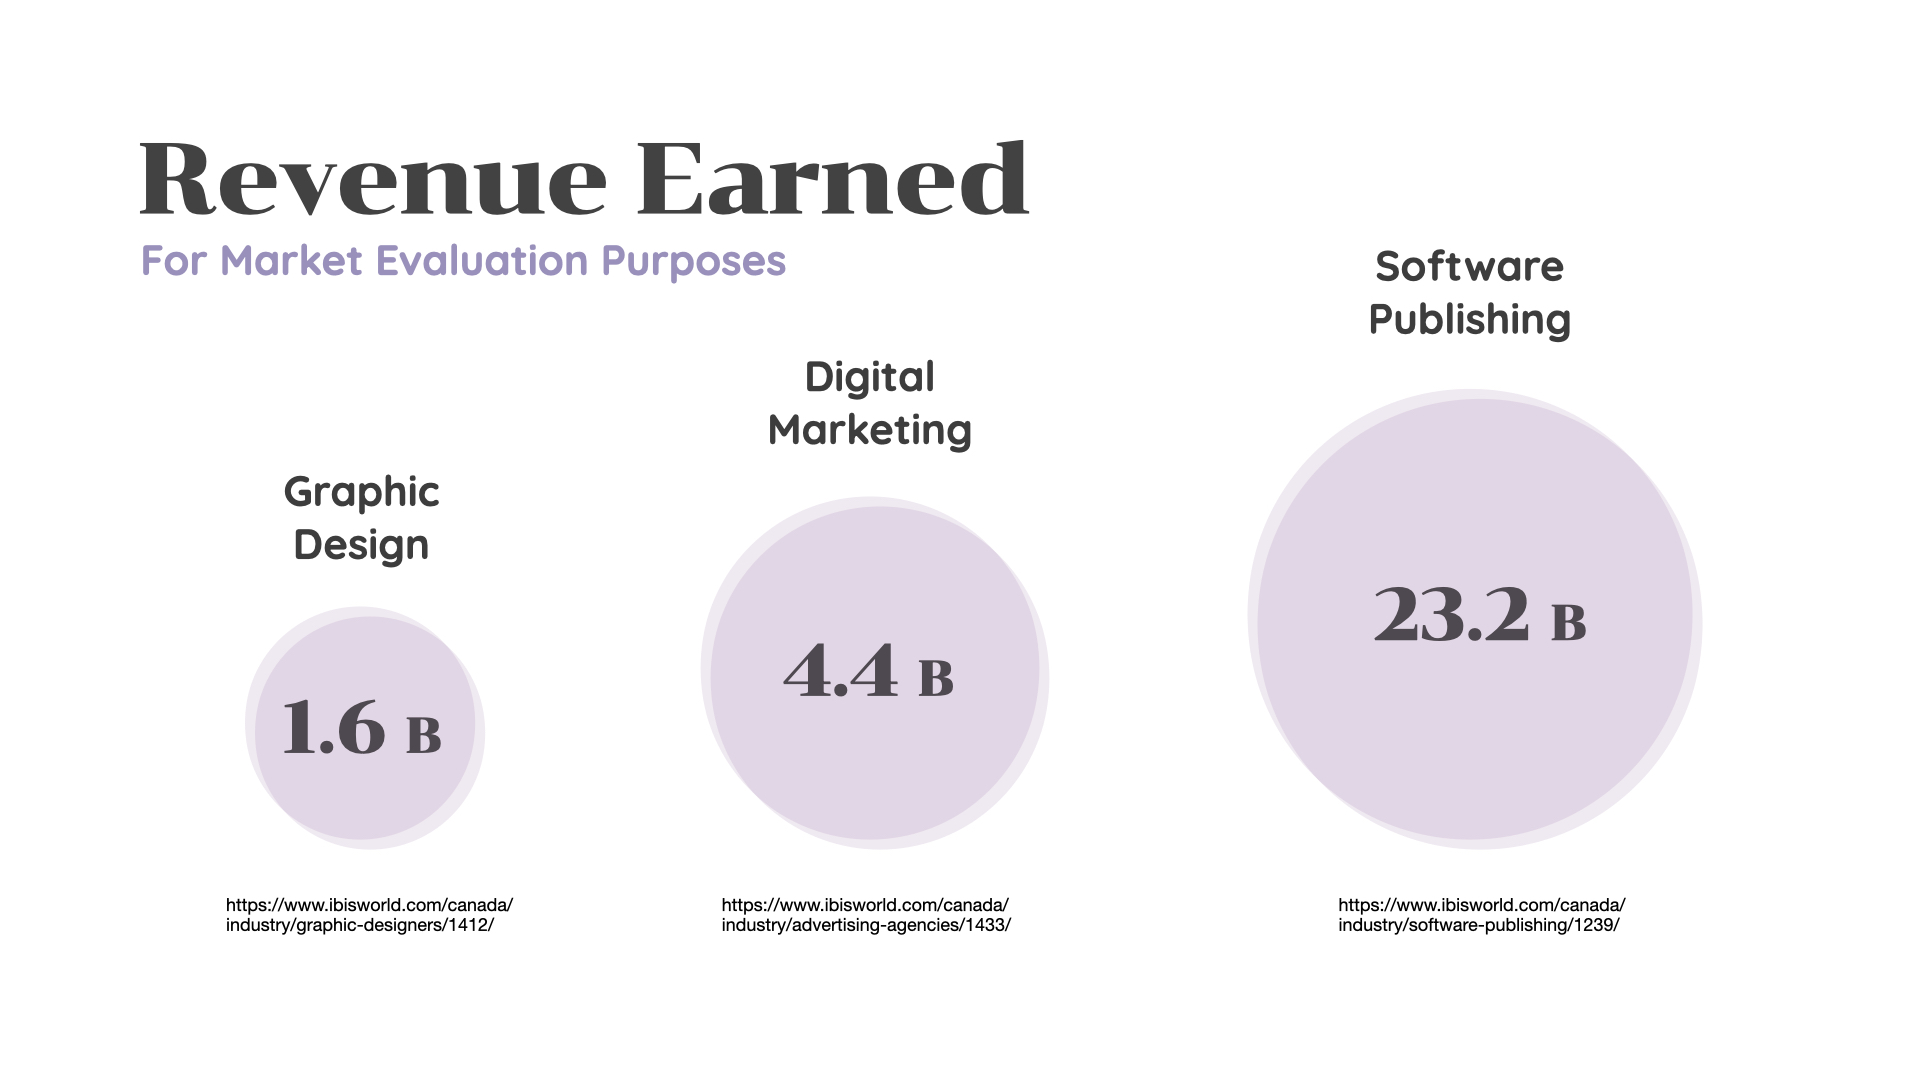 Revenue Earned
For Market Evaluation Purposes
Graphic
Design
1.6 B
https://www.ibisworld.com/canada/
industry/graphic-designers/1412/
Digital
Marketing
4.4 B
https://www.ibisworld.com/canada/
industry/advertising-agencies/1433/
Software
Publishing
23.2 B
https://www.ibisworld.com/canada/
industry/software-publishing/1239/